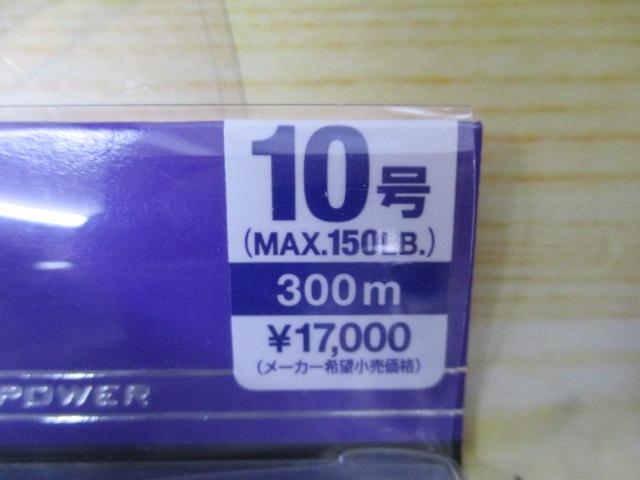 10号
(MAX.150LB.)
300m
¥17,000
(メーカー希望小売価格)
POWER